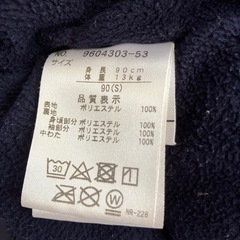 NO. 9604303-53
サイズ
身長 90cm
体重 13kg
90(S)
品質表示
表地 ポリエステル 100%
裏地
身頃部分 ポリエステル 100%
袖部分 ポリエステル 100%
中わた ポリエステル 100%
30
W
NR-228